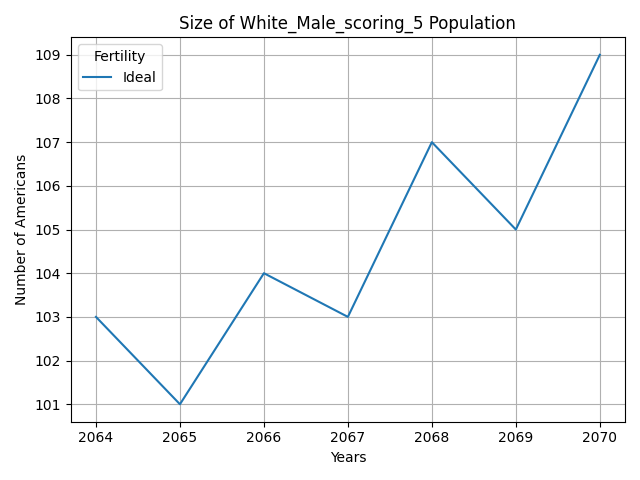 Size of White_Male_scoring_5 Population
Fertility
Ideal
Number of Americans
109
108
107
106
105
104
103
102
101
2064 2065 2066 2067 2068 2069 2070
Years